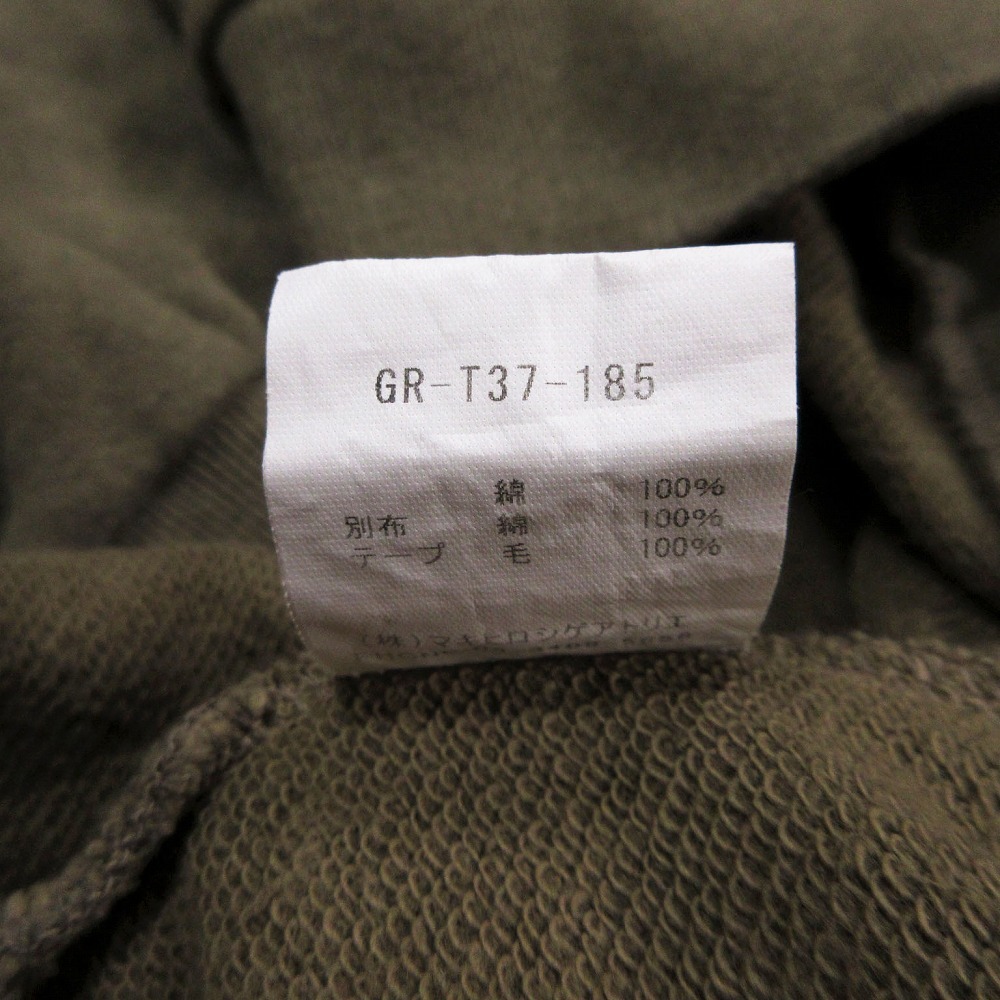 GR-T37-185
綿 100%
別布 綿 100%
テープ 毛 100%
(株)マキヒロシゲアトリエ